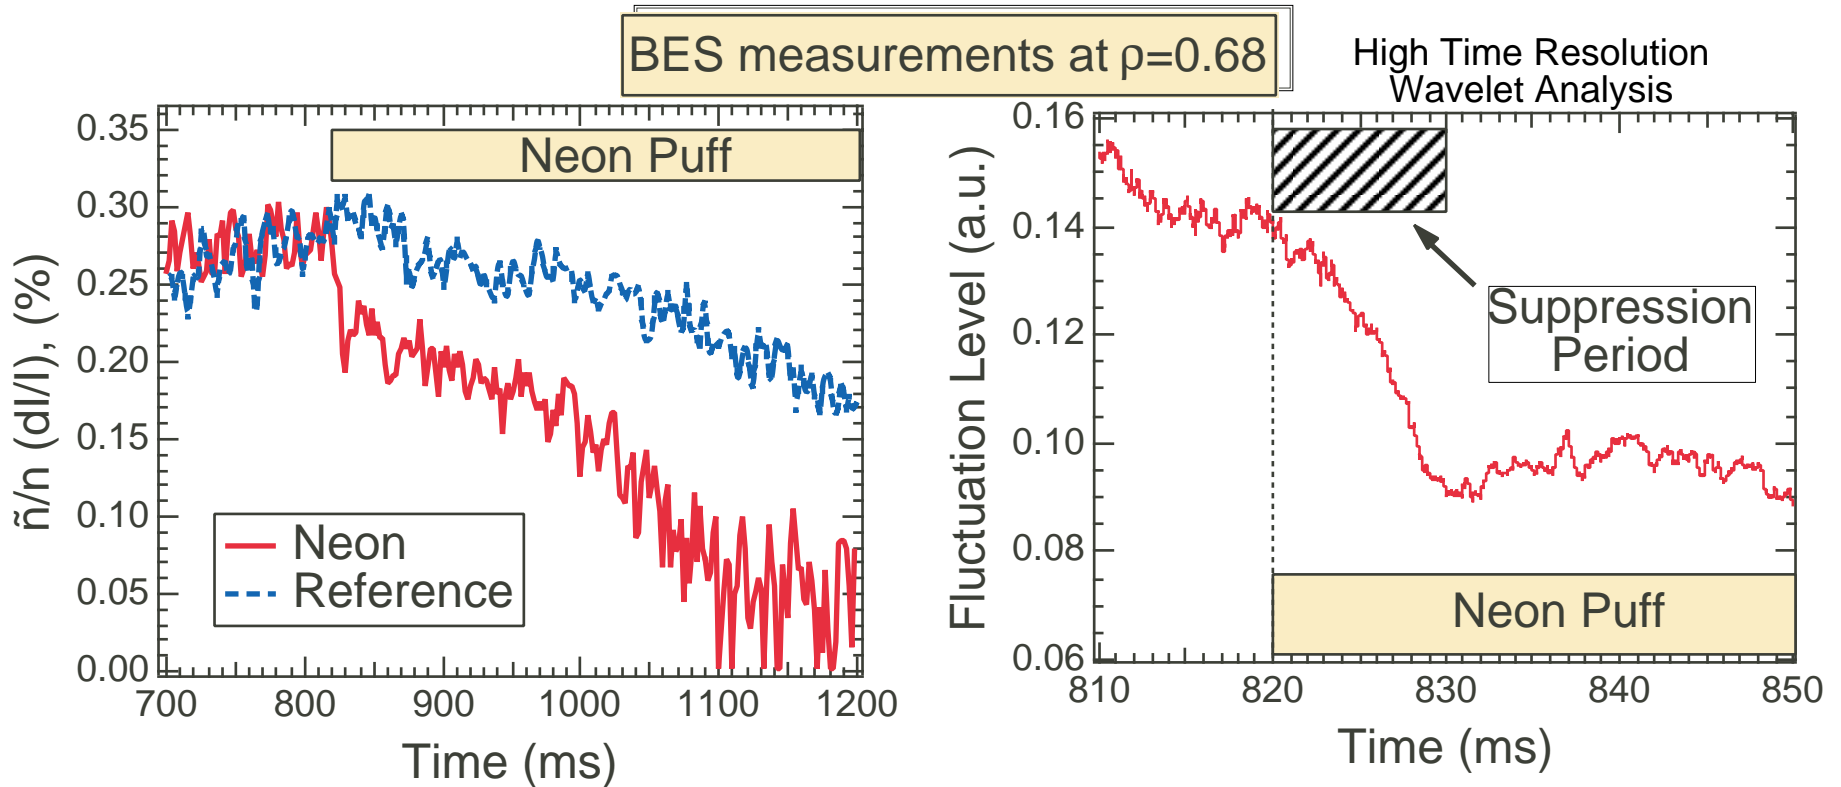 BES measurements at ρ=0.68
High Time Resolution
Wavelet Analysis
ñ/n (dI/I), (%)
0.35
0.30
0.25
0.20
0.15
0.10
0.05
0.00
Neon Puff
Neon
Reference
700
800
900
1000
1100
1200
Time (ms)
Fluctuation Level (a.u.)
0.16
0.14
0.12
0.10
0.08
0.06
Suppression
Period
Neon Puff
810
820
830
840
850
Time (ms)